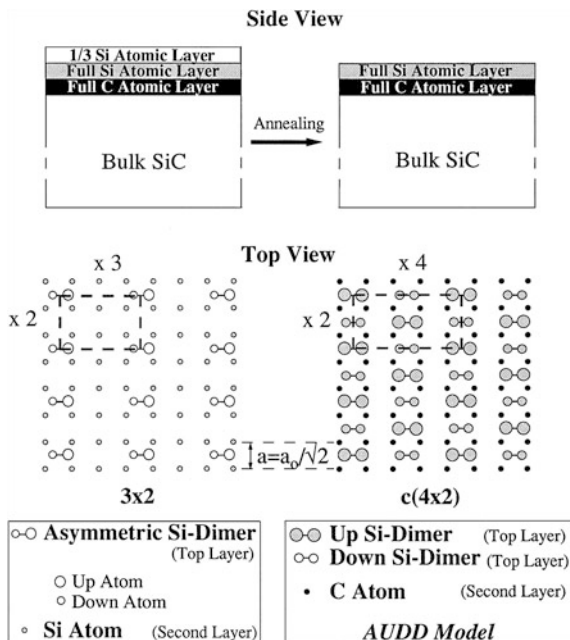 Side View
1/3 Si Atomic Layer
Full Si Atomic Layer
Full C Atomic Layer
Bulk SiC
Annealing
Full Si Atomic Layer
Full C Atomic Layer
Bulk SiC
Top View
x 3
x 2
x 4
x 2
a=a₀/√2
3x2
c(4x2)
Asymmetric Si-Dimer
(Top Layer)
Up Atom
Down Atom
Si Atom (Second Layer)
Up Si-Dimer (Top Layer)
Down Si-Dimer (Top Layer)
C Atom (Second Layer)
AUDD Model